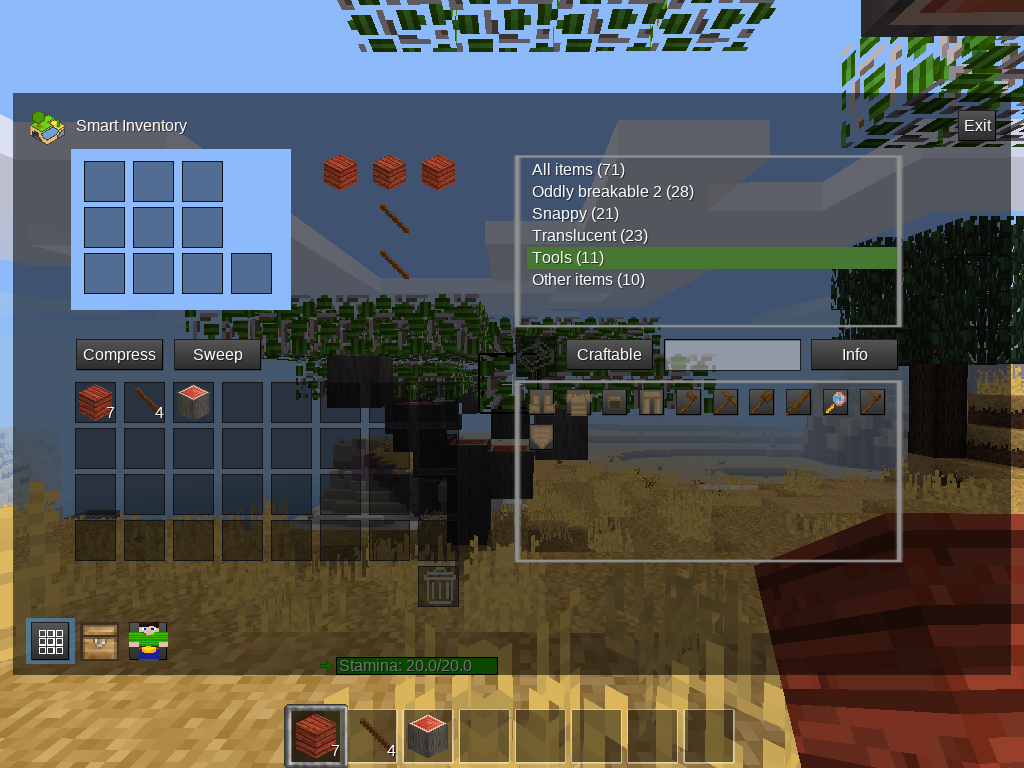 Smart Inventory
Exit
All items (71)
Oddly breakable 2 (28)
Snappy (21)
Translucent (23)
Tools (11)
Other items (10)
Compress
Sweep
Craftable
Info
7
4
Stamina: 20.0/20.0
7
4